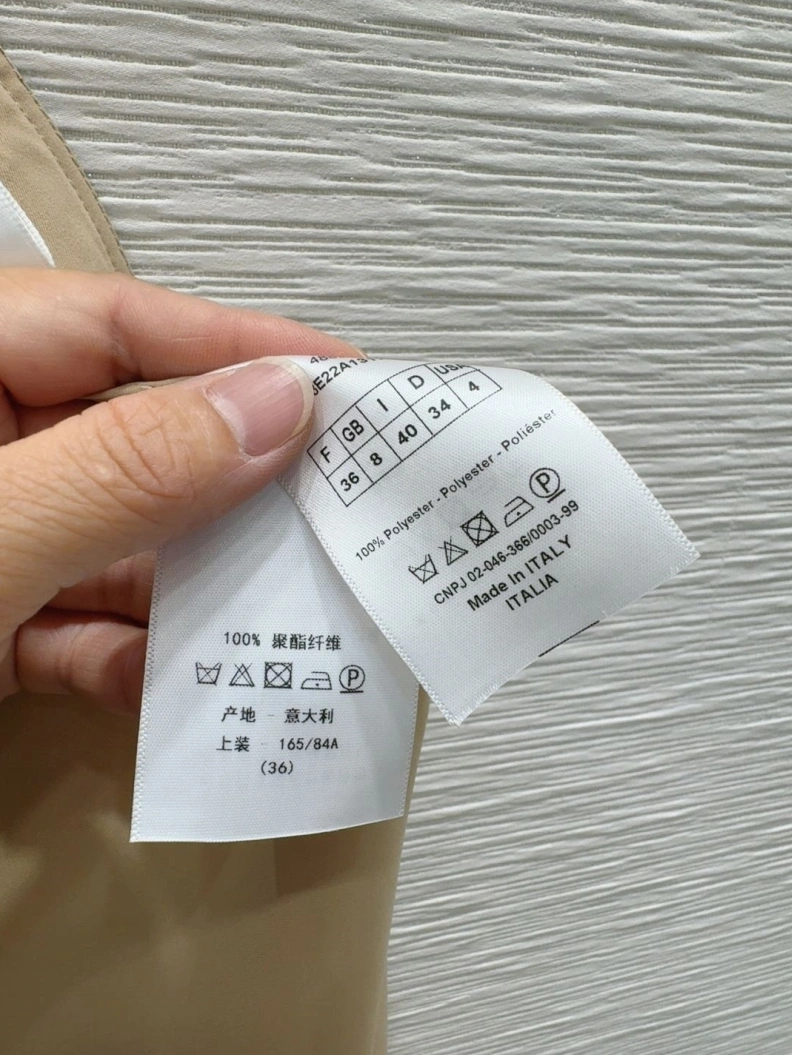 F GB I D USA
36 8 40 34 4
100% Polyester - Polyester - Poliéster
P
CNPJ 02-046-366/0003-99
Made in ITALY
ITALIA
100% 聚酯纤维
P
产地 - 意大利
上装 - 165/84A
(36)